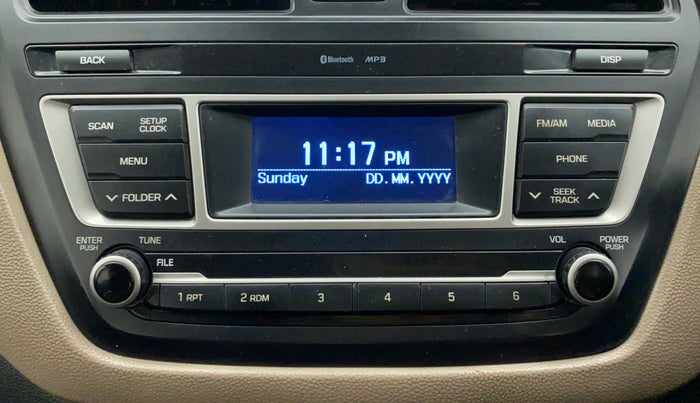 BACK
Bluetooth MP3
DISP
SCAN
SETUP
CLOCK
MENU
FOLDER
11:17 PM
Sunday DD.MM.YYYY
FM/AM MEDIA
PHONE
SEEK
TRACK
ENTER
PUSH
TUNE
FILE
VOL
POWER
PUSH
1 RPT
2 RDM
3
4
5
6